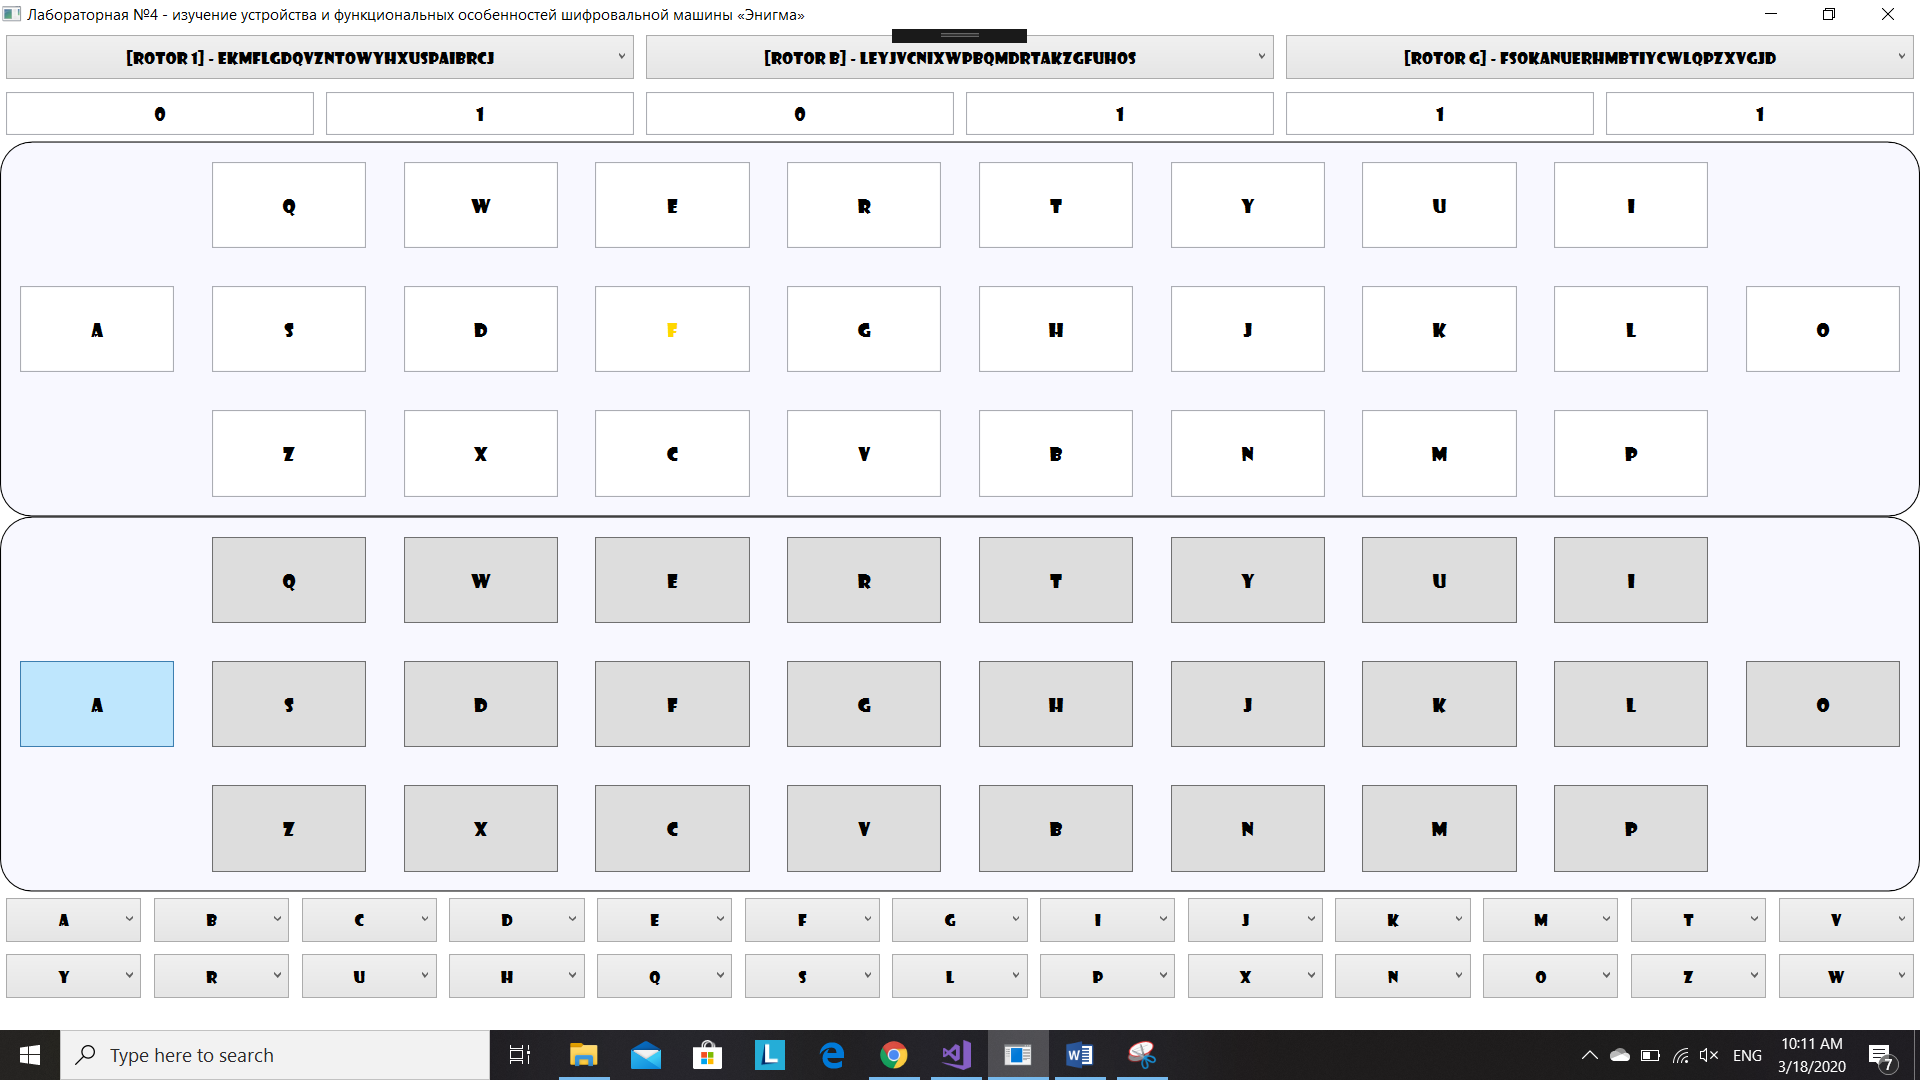 Лабораторная №4 - изучение устройства и функциональных особенностей шифровальной машины «Энигма»
[ROTOR 1] - EKMFLGDQVZNTOWYHXUSPAIBRCJ [ROTOR B] - LEYJVCNIXWPBQMDRTAKZGFUHOS [ROTOR G] - FSOKANUERHMBTIYCWLQPZXVGJD
0 1 0 1 1 1
Q W E R T Y U I
A S D F G H J K L O
Z X C V B N M P
Q W E R T Y U I
A S D F G H J K L O
Z X C V B N M P
A B C D E F G I J K M T V
Y R U H Q S L P X N O Z W
Type here to search
ENG
10:11 AM
3/18/2020
7